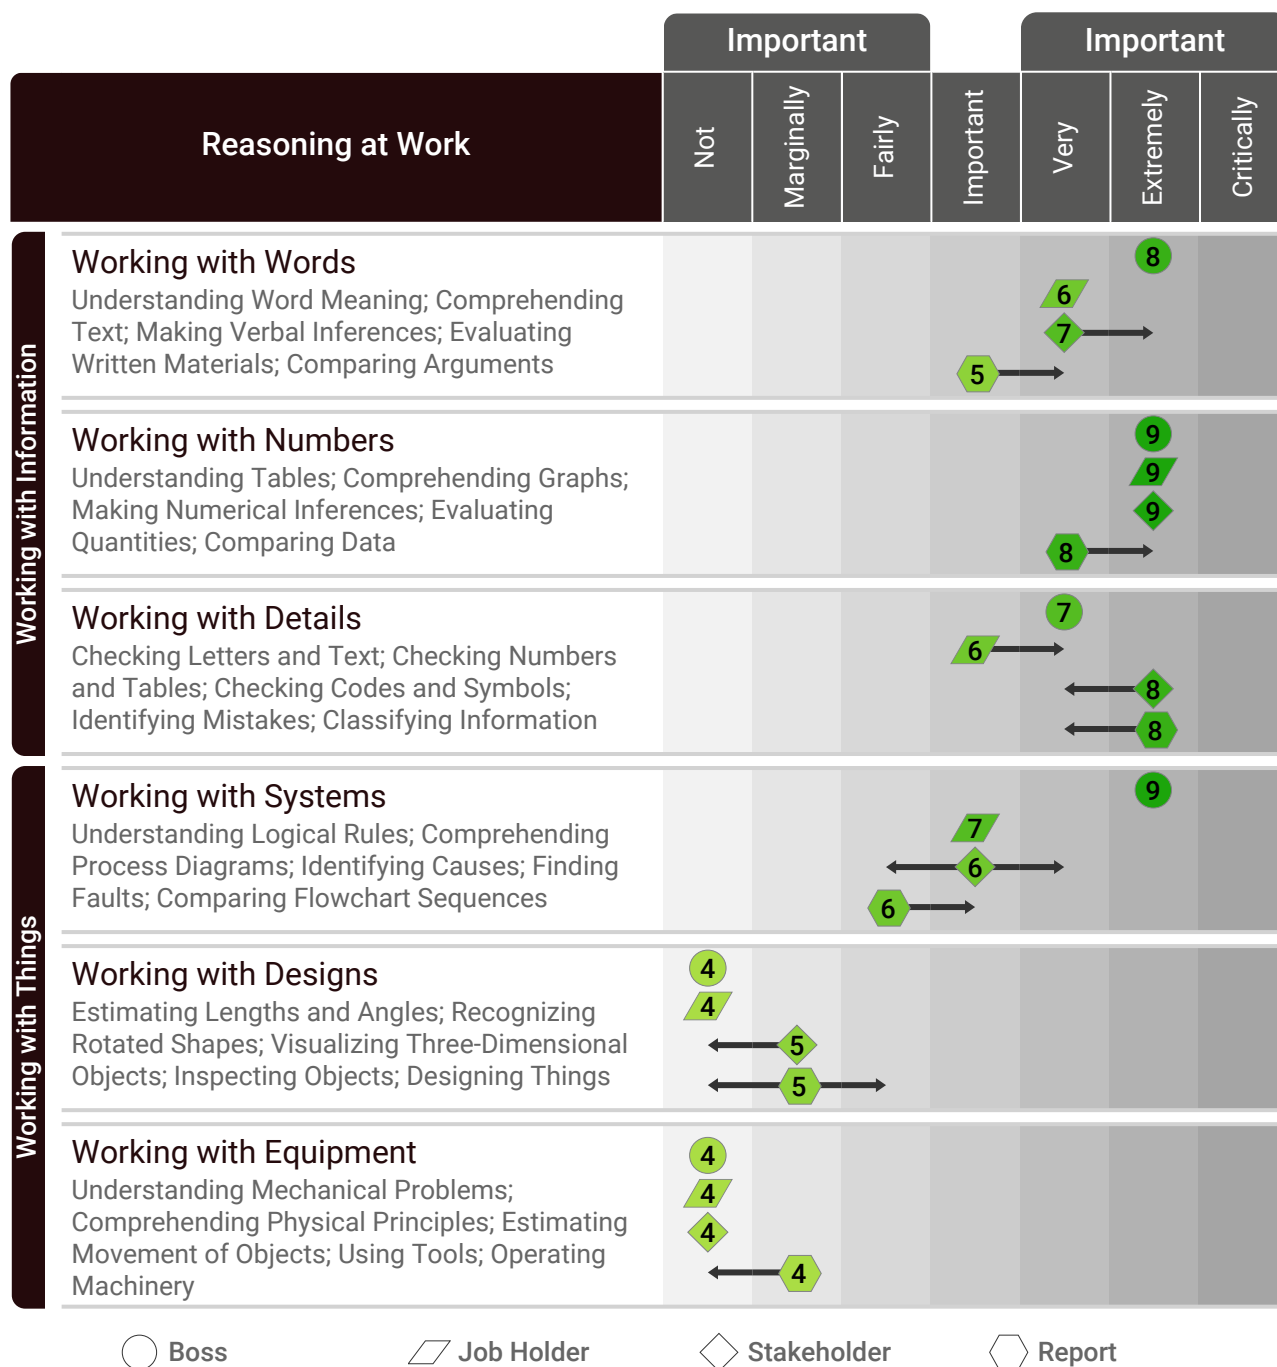 Important
Important
Reasoning at Work
Not
Marginally
Fairly
Important
Very
Extremely
Critically
Working with Information
Working with Words
Understanding Word Meaning; Comprehending
Text; Making Verbal Inferences; Evaluating
Written Materials; Comparing Arguments
8
6
7
5
Working with Numbers
Understanding Tables; Comprehending Graphs;
Making Numerical Inferences; Evaluating
Quantities; Comparing Data
9
9
9
8
Working with Details
Checking Letters and Text; Checking Numbers
and Tables; Checking Codes and Symbols;
Identifying Mistakes; Classifying Information
7
6
8
8
Working with Things
Working with Systems
Understanding Logical Rules; Comprehending
Process Diagrams; Identifying Causes; Finding
Faults; Comparing Flowchart Sequences
9
7
6
6
Working with Designs
Estimating Lengths and Angles; Recognizing
Rotated Shapes; Visualizing Three-Dimensional
Objects; Inspecting Objects; Designing Things
4
4
5
5
Working with Equipment
Understanding Mechanical Problems;
Comprehending Physical Principles; Estimating
Movement of Objects; Using Tools; Operating
Machinery
4
4
4
4
Boss
Job Holder
Stakeholder
Report